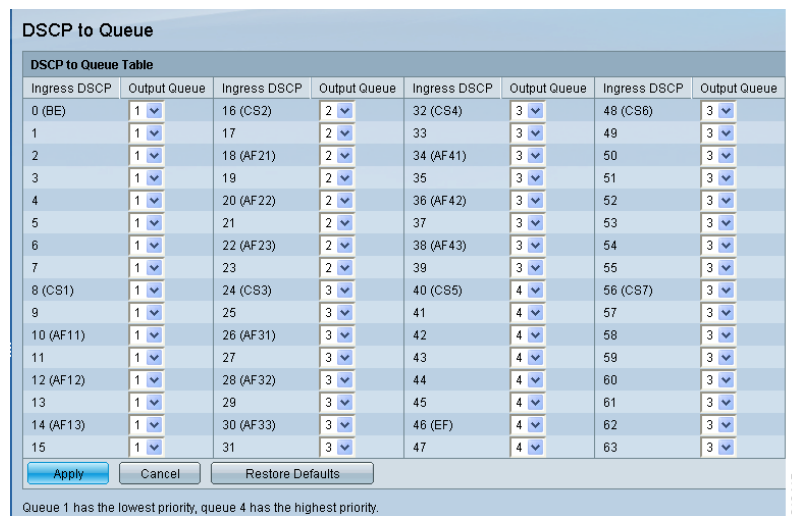 DSCP to Queue
DSCP to Queue Table
Ingress DSCP Output Queue Ingress DSCP Output Queue Ingress DSCP Output Queue Ingress DSCP Output Queue
0 (BE) 1 16 (CS2) 2 32 (CS4) 3 48 (CS6) 3
1 1 17 2 33 3 49 3
2 1 18 (AF21) 2 34 (AF41) 3 50 3
3 1 19 2 35 3 51 3
4 1 20 (AF22) 2 36 (AF42) 3 52 3
5 1 21 2 37 3 53 3
6 1 22 (AF23) 2 38 (AF43) 3 54 3
7 1 23 2 39 3 55 3
8 (CS1) 1 24 (CS3) 3 40 (CS5) 4 56 (CS7) 3
9 1 25 3 41 4 57 3
10 (AF11) 1 26 (AF31) 3 42 4 58 3
11 1 27 3 43 4 59 3
12 (AF12) 1 28 (AF32) 3 44 4 60 3
13 1 29 3 45 4 61 3
14 (AF13) 1 30 (AF33) 3 46 (EF) 4 62 3
15 1 31 3 47 4 63 3
Apply Cancel Restore Defaults
Queue 1 has the lowest priority, queue 4 has the highest priority.